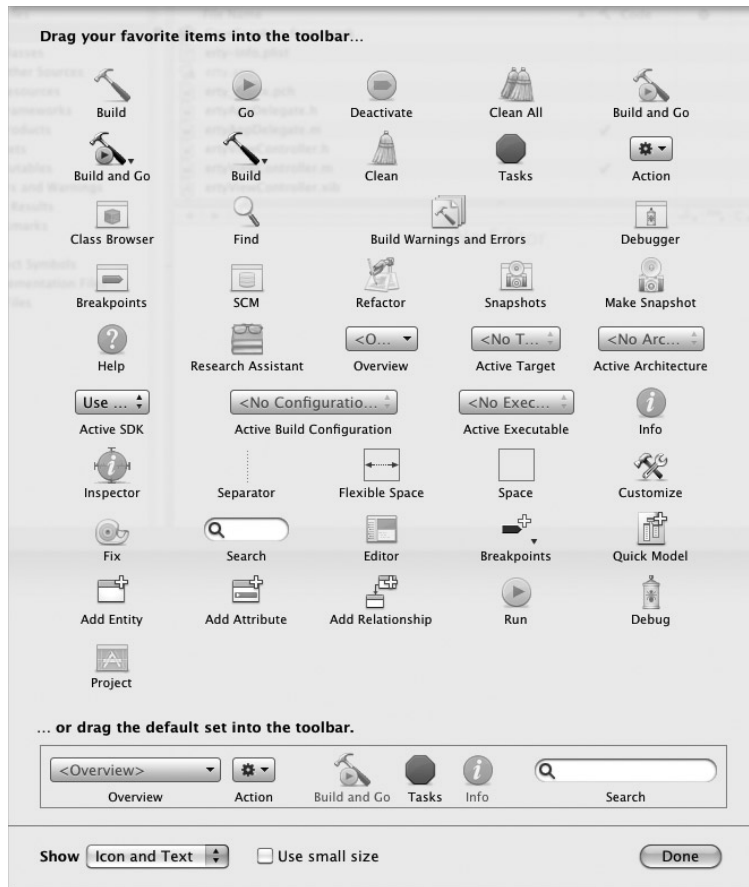 File Name
Code
Drag your favorite items into the toolbar...
Build
Go
Deactivate
Clean All
Build and Go
Build and Go
Build
Clean
Tasks
Action
Class Browser
Find
Build Warnings and Errors
Debugger
Breakpoints
SCM
Refactor
Snapshots
Make Snapshot
<O...
<No T...
<No Arc...
Help
Research Assistant
Overview
Active Target
Active Architecture
Use ...
<No Configuratio...
<No Exec...
Active SDK
Active Build Configuration
Active Executable
Info
Inspector
Separator
Flexible Space
Space
Customize
Fix
Search
Editor
Breakpoints
Quick Model
Add Entity
Add Attribute
Add Relationship
Run
Debug
Project
... or drag the default set into the toolbar.
<Overview>
Overview
Action
Build and Go
Tasks
Info
Search
Show Icon and Text Use small size Done